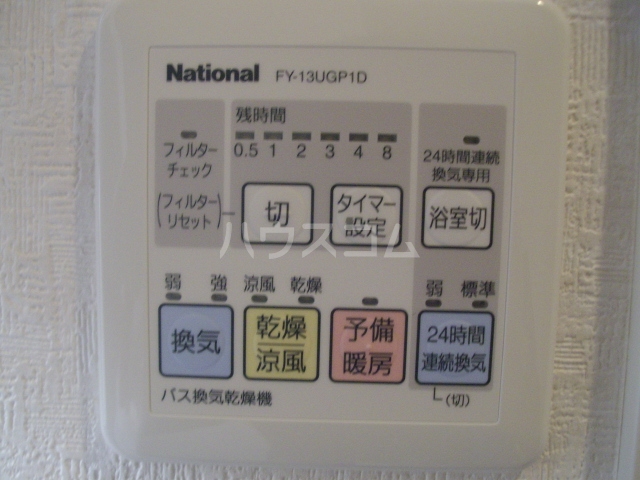 National FY-13UGP1D
残時間
0.5 1 2 3 4 8
フィルター
チェック
24時間連続
換気専用
(フィルター
リセット)
切
タイマー
設定
浴室切
ハウスコム
弱 強 涼風 乾燥 弱 標準
換気
乾燥
涼風
予備
暖房
24時間
連続換気
バス換気乾燥機
(切)